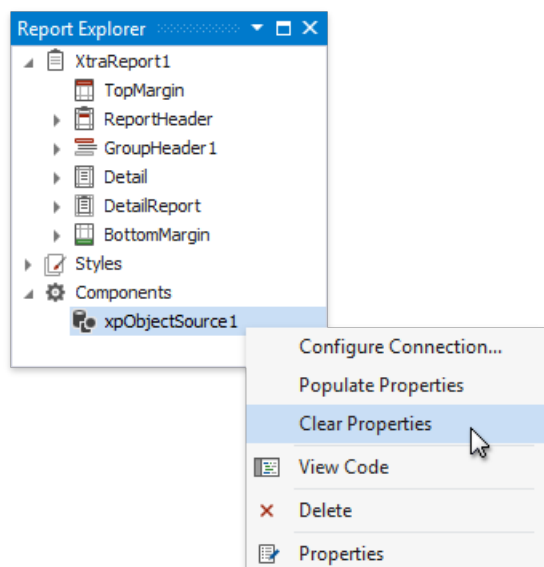 Report Explorer
XtraReport1
TopMargin
ReportHeader
GroupHeader1
Detail
DetailReport
BottomMargin
Styles
Components
xpObjectSource1
Configure Connection...
Populate Properties
Clear Properties
View Code
Delete
Properties